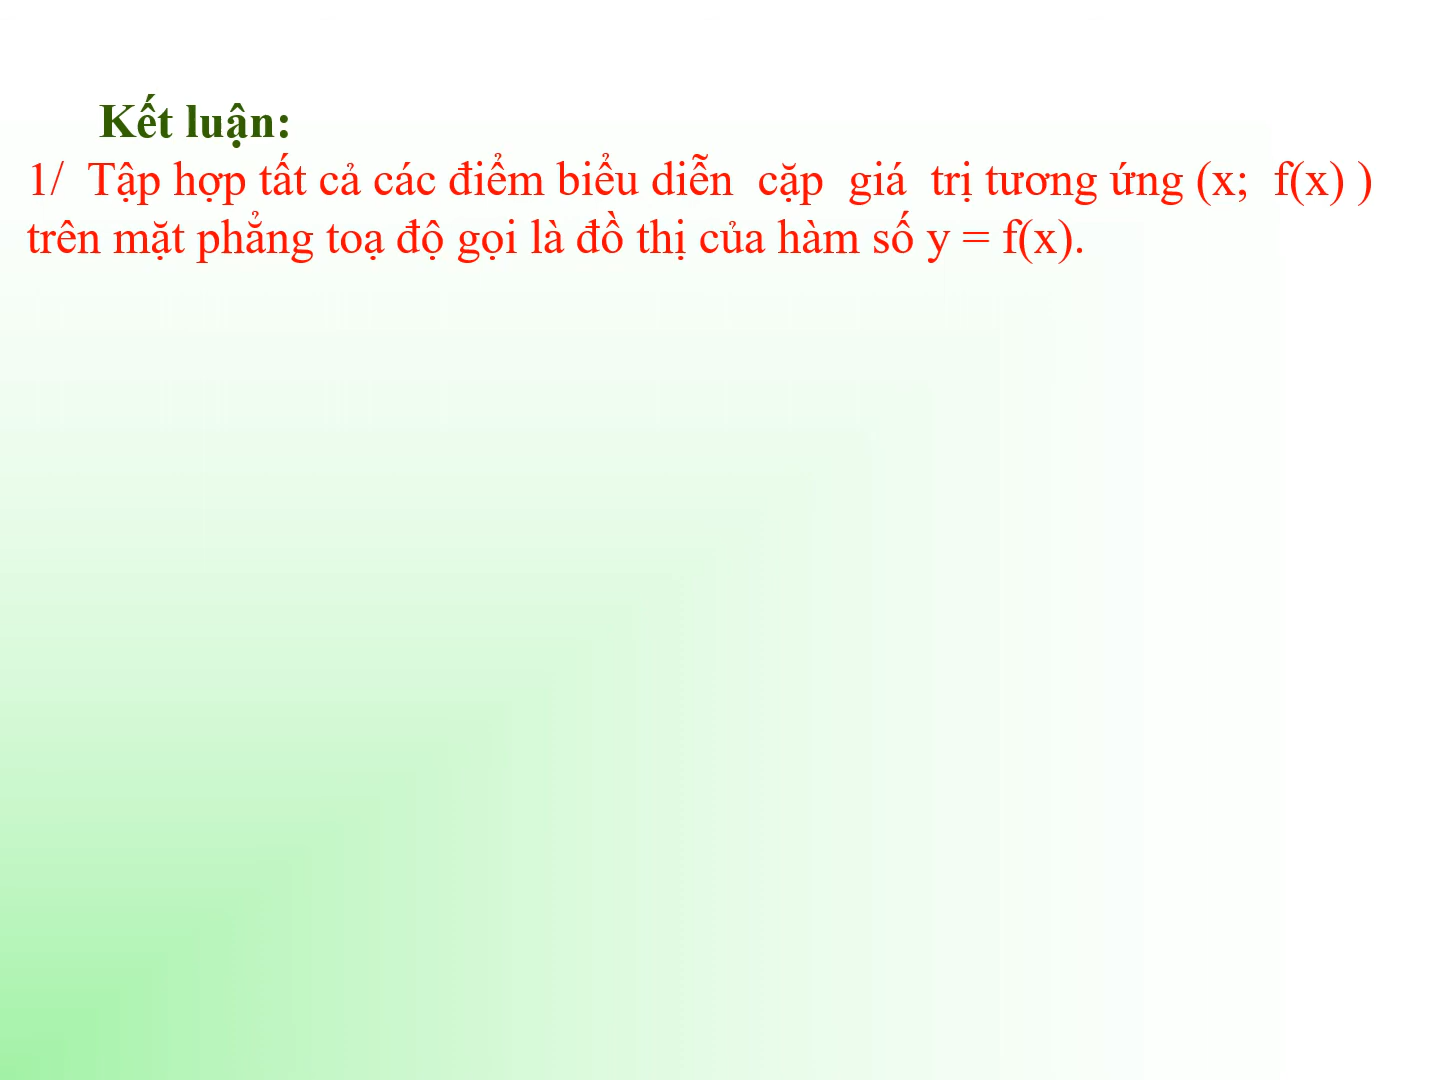 Kết luận:
1/ Tập hợp tất cả các điểm biểu diễn cặp giá trị tương ứng (x; f(x) )
trên mặt phẳng toạ độ gọi là đồ thị của hàm số y = f(x).